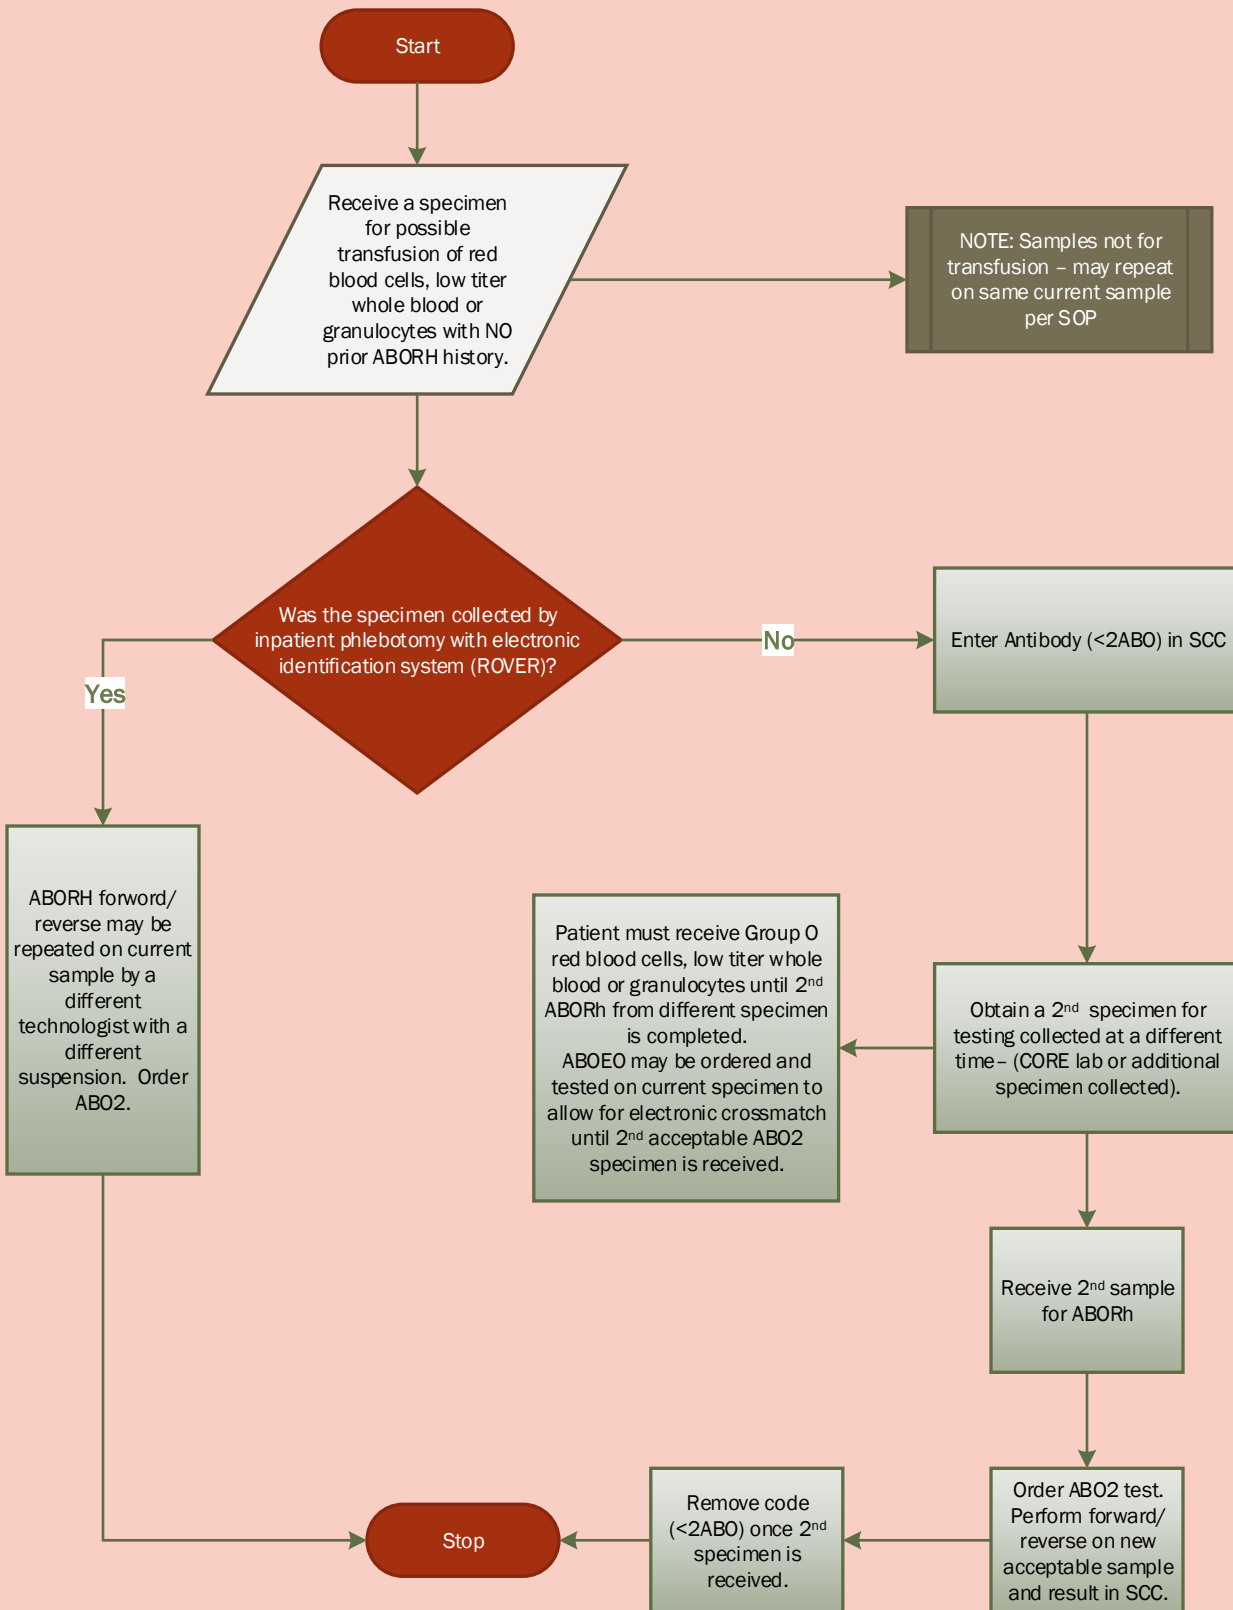 Start
Receive a specimen
for possible
transfusion of red
blood cells, low titer
whole blood or
granulocytes with NO
prior ABORH history.
NOTE: Samples not for
transfusion – may repeat
on same current sample
per SOP
Was the specimen collected by
inpatient phlebotomy with electronic
identification system (ROVER)?
No
Enter Antibody (<2ABO) in SCC
Yes
ABORH forword/
reverse may be
repeated on current
sample by a
different
technologist with a
different
suspension. Order
ABO2.
Patient must receive Group O
red blood cells, low titer whole
blood or granulocytes until 2nd
ABORh from different specimen
is completed.
ABOEO may be ordered and
tested on current specimen to
allow for electronic crossmatch
until 2nd acceptable ABO2
specimen is received.
Obtain a 2nd specimen for
testing collected at a different
time– (CORE lab or additional
specimen collected).
Receive 2nd sample
for ABORh
Order ABO2 test.
Perform forward/
reverse on new
acceptable sample
and result in SCC.
Remove code
(<2ABO) once 2nd
specimen is
received.
Stop